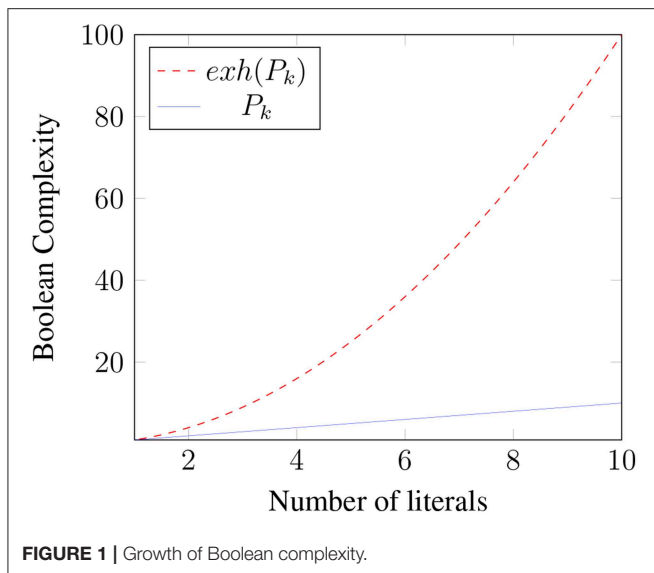 100
80
60
40
20
Boolean Complexity
exh(P_k)
P_k
2 4 6 8 10
Number of literals
FIGURE 1 | Growth of Boolean complexity.